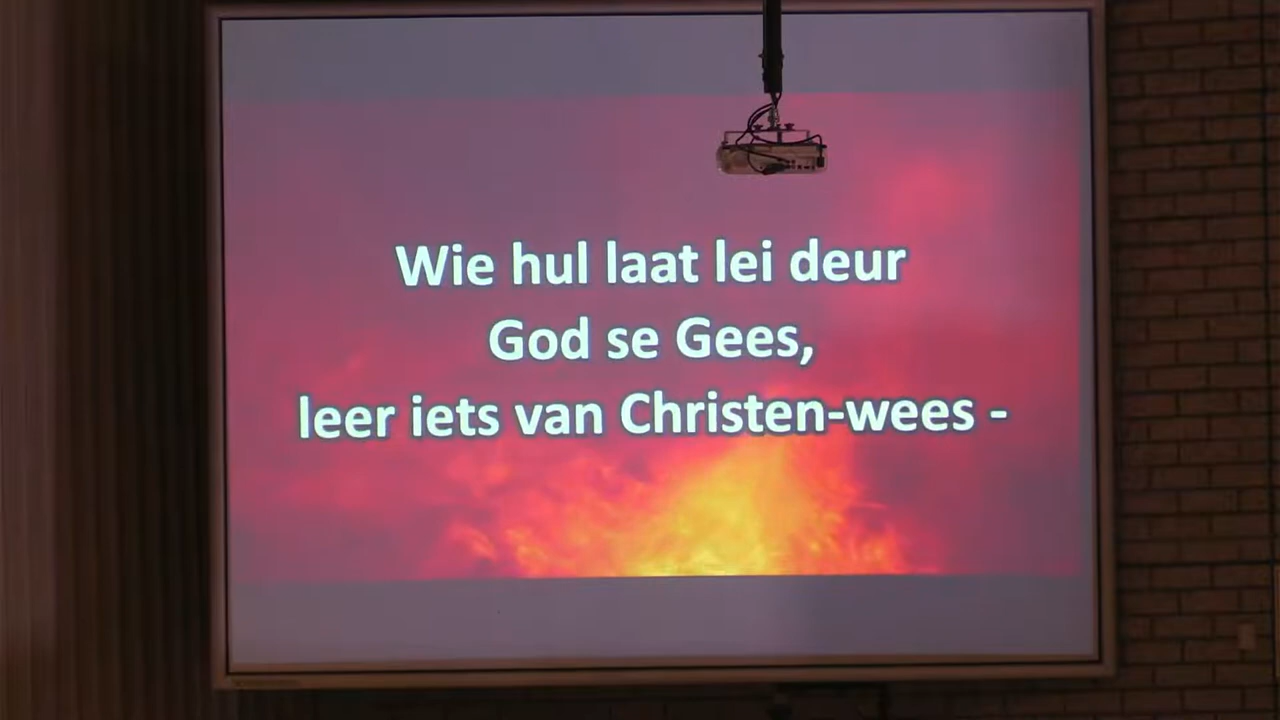 Wie hul laat lei deur
God se Gees,
leer iets van Christen-wees -